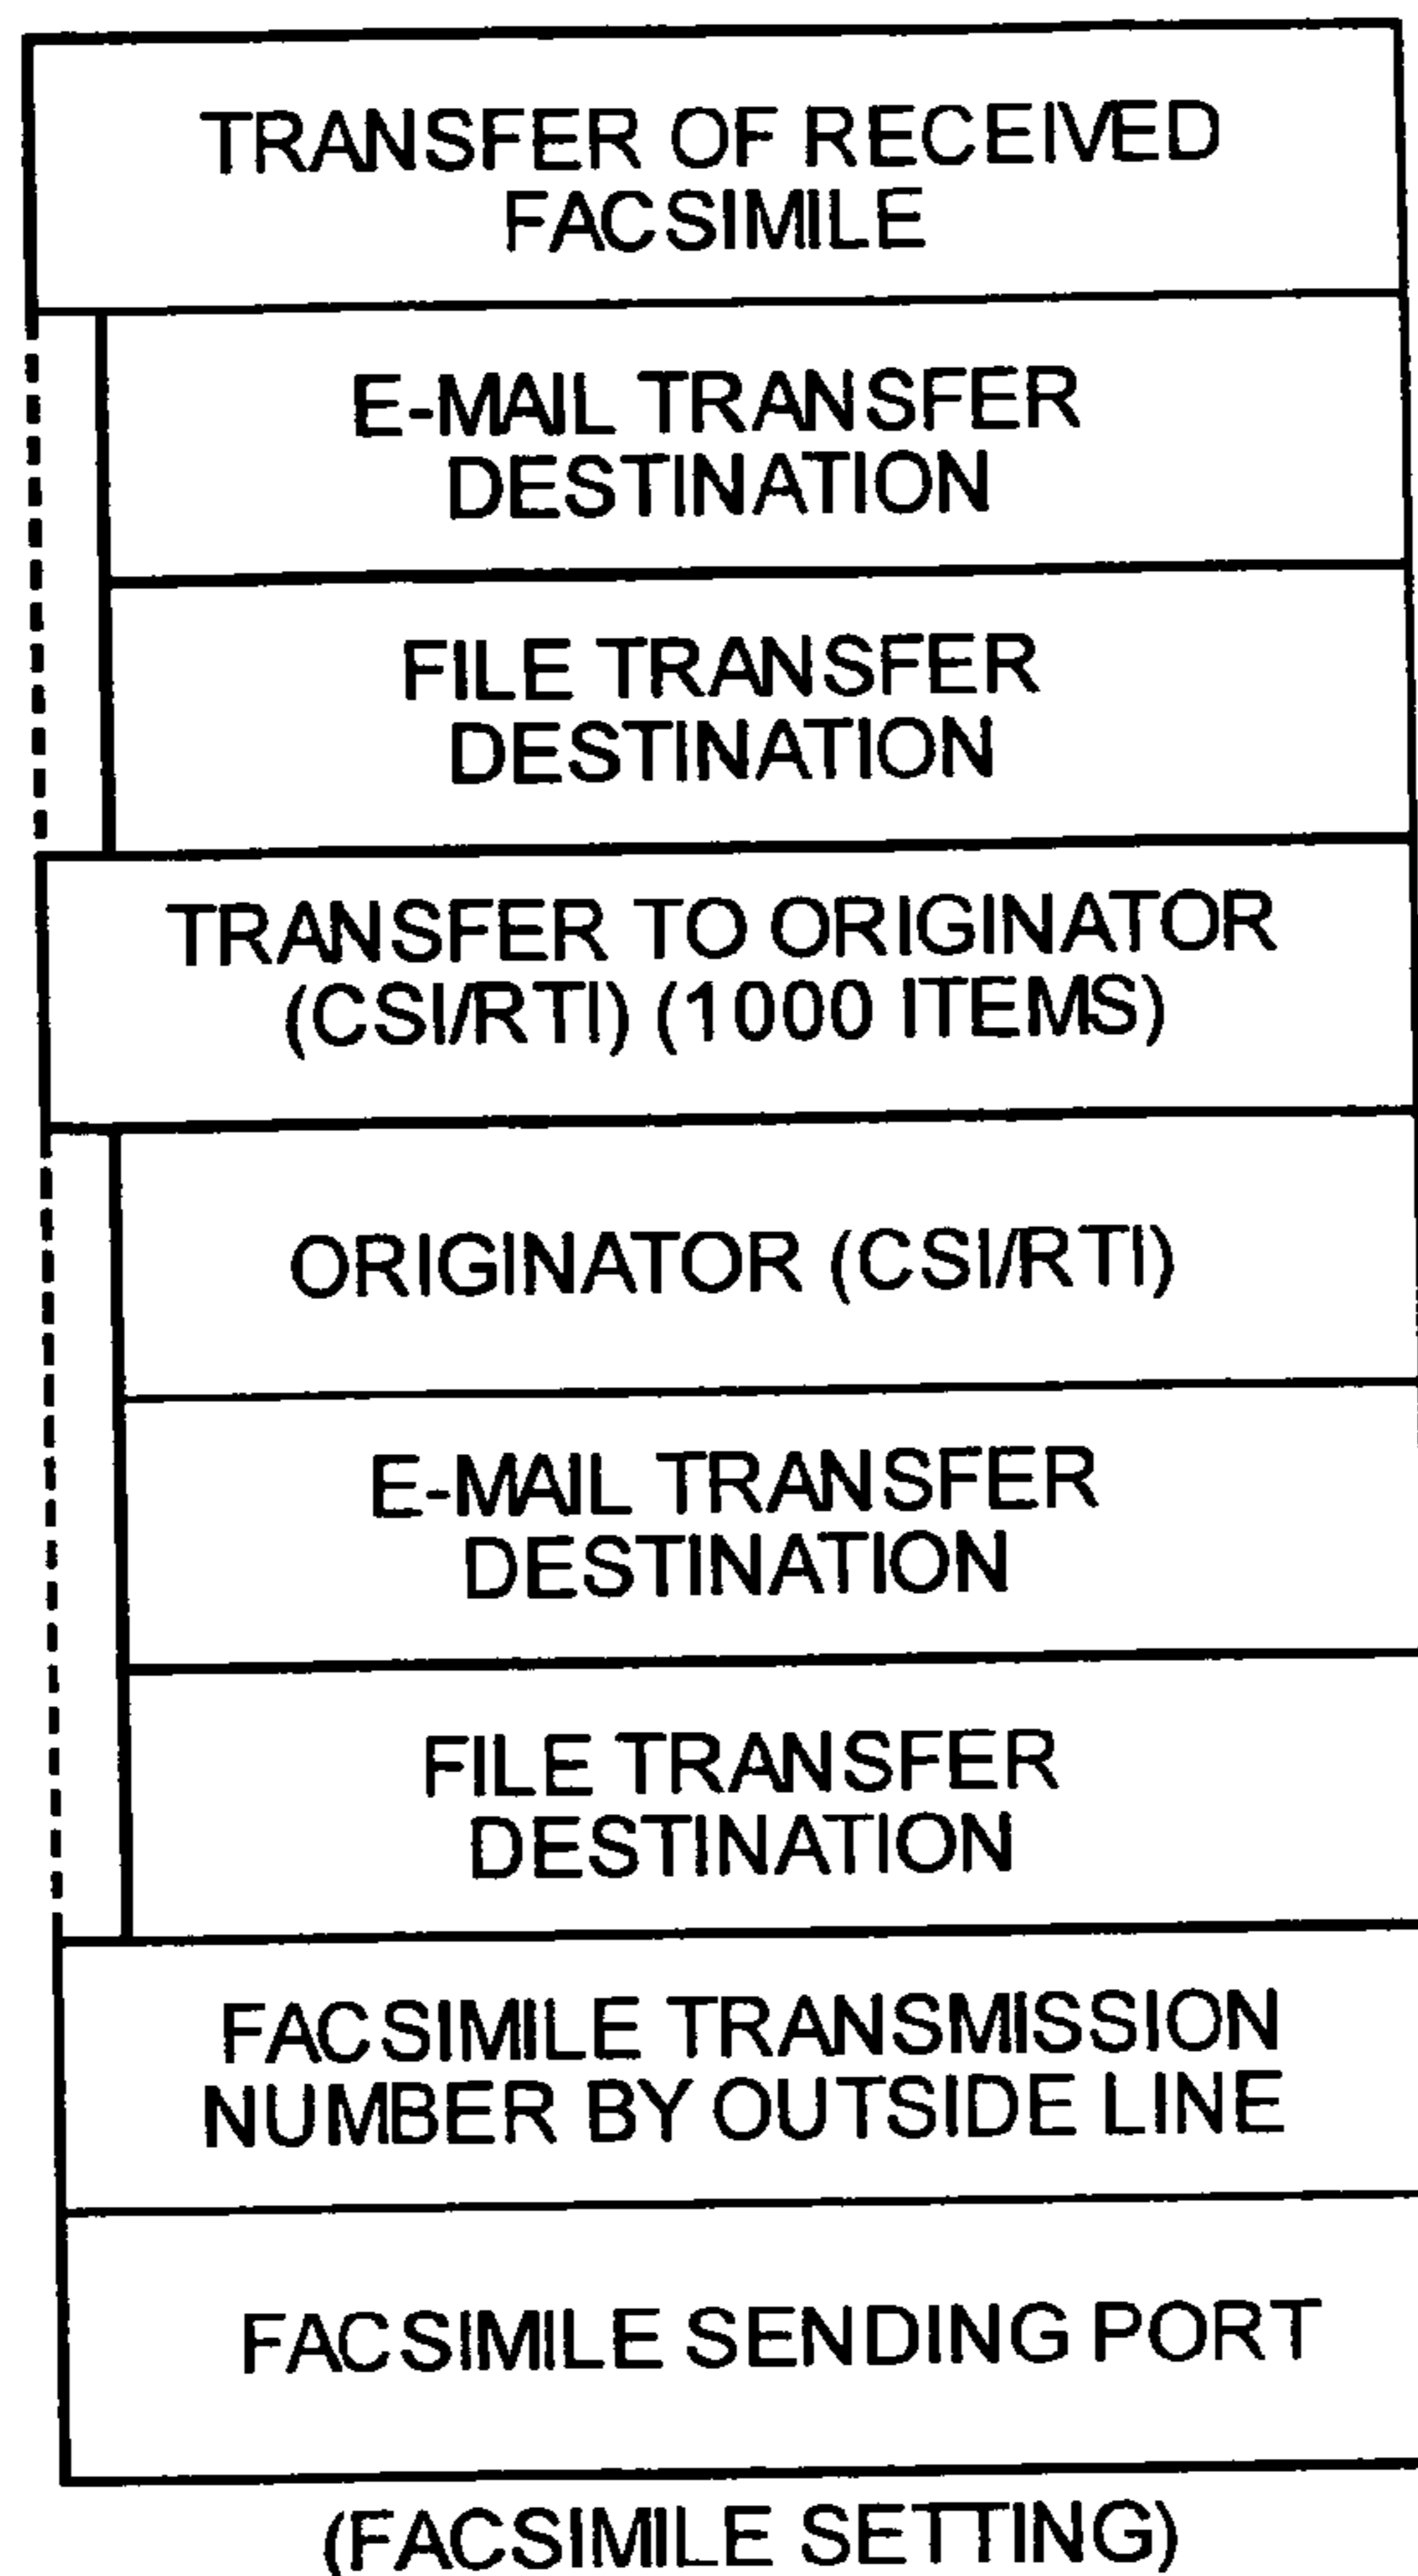 TRANSFER OF RECEIVED
FACSIMILE
E-MAIL TRANSFER
DESTINATION
FILE TRANSFER
DESTINATION
TRANSFER TO ORIGINATOR
(CSI/RTI) (1000 ITEMS)
ORIGINATOR (CSI/RTI)
E-MAIL TRANSFER
DESTINATION
FILE TRANSFER
DESTINATION
FACSIMILE TRANSMISSION
NUMBER BY OUTSIDE LINE
FACSIMILE SENDING PORT
(FACSIMILE SETTING)